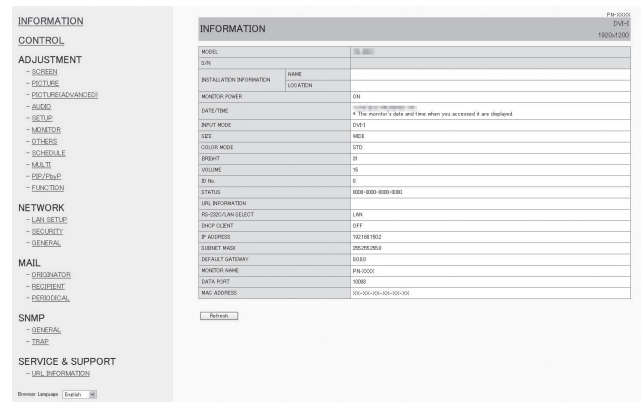 INFORMATION
CONTROL
ADJUSTMENT
- SCREEN
- PICTURE
- PICTURE(ADVANCED)
- AUDIO
- SETUP
- MONITOR
- OTHERS
- SCHEDULE
- MULTI
- PIP/PbyP
- FUNCTION
NETWORK
- LAN SETUP
- SECURITY
- GENERAL
MAIL
- ORIGINATOR
- RECIPIENT
- PERIODICAL
SNMP
- GENERAL
- TRAP
SERVICE & SUPPORT
- URL INFORMATION
Browser Language English
PN-XXXX
INFORMATION DVI-I
1920x1200
MODEL
S/N
INSTALLATION INFORMATION NAME
LOCATION
MONITOR POWER ON
DATE/TIME
* The monitor's date and time when you accessed it are displayed.
INPUT MODE DVI-I
SIZE WIDE
COLOR MODE STD
BRIGHT 31
VOLUME 15
ID No. 0
STATUS 0000-0000-0000-0000
URL INFORMATION
RS-232C/LAN SELECT LAN
DHCP CLIENT OFF
IP ADDRESS 192.168.150.2
SUBNET MASK 255.255.255.0
DEFAULT GATEWAY 0.0.0.0
MONITOR NAME PN-XXXX
DATA PORT 10008
MAC ADDRESS XX-XX-XX-XX-XX-XX
Refresh